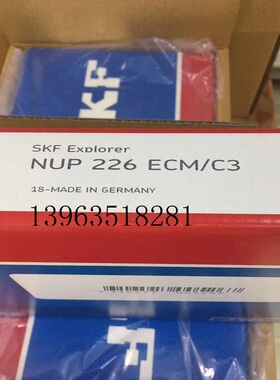 SKF
SKF Explorer
NUP 226 ECM/C3
18-MADE IN GERMANY
13963518281